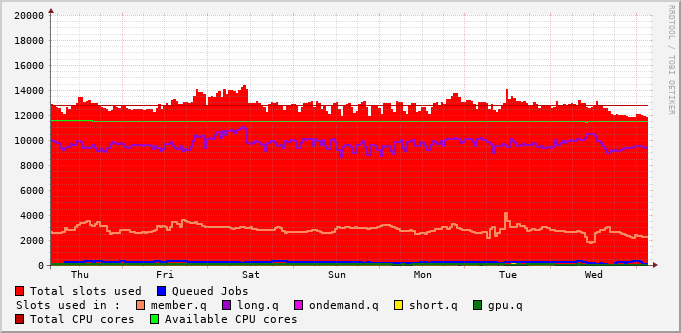 20000
18000
16000
14000
12000
10000
8000
6000
4000
2000
0
Thu Fri Sat Sun Mon Tue Wed
RRDTOOL / TOBI OETIKER
Total slots used Queued Jobs
Slots used in : member.q long.q ondemand.q short.q gpu.q
Total CPU cores Available CPU cores